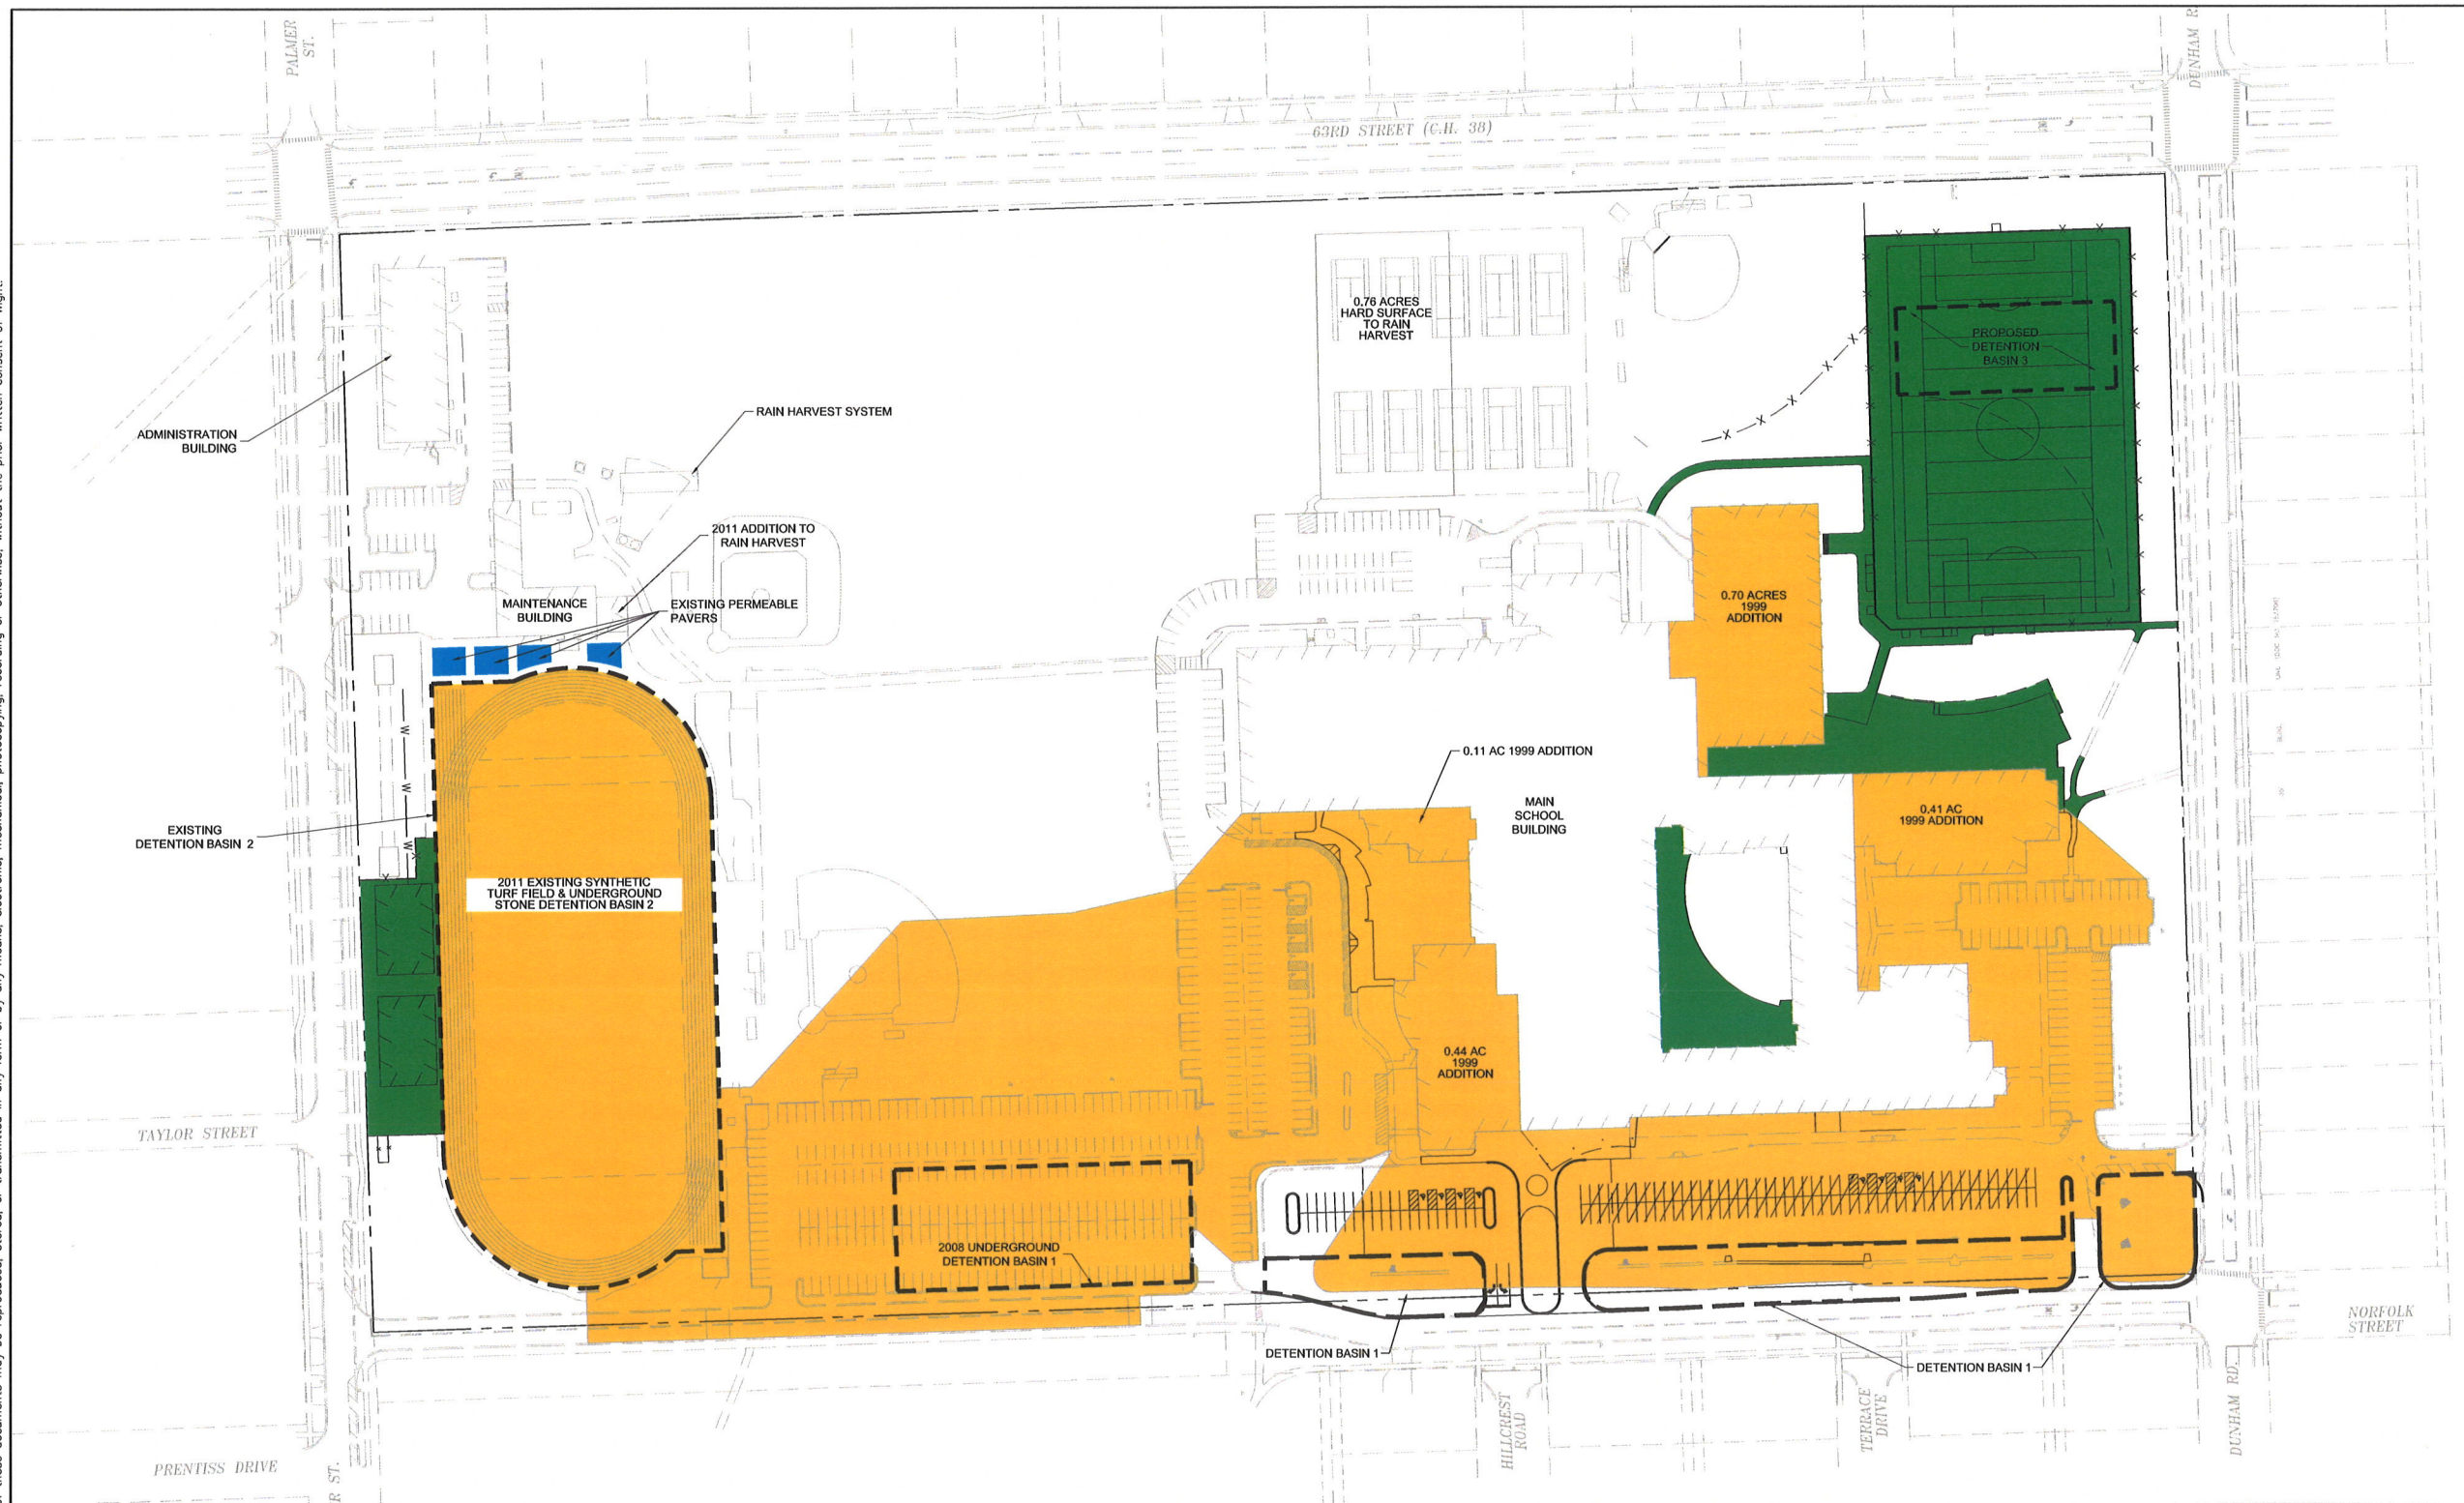 PALMER
ST.
DUNHAM R
63RD STREET (C.H. 38)
0.76 ACRES
HARD SURFACE
TO RAIN
HARVEST
PROPOSED
DETENTION
BASIN 3
RAIN HARVEST SYSTEM
ADMINISTRATION
BUILDING
2011 ADDITION TO
RAIN HARVEST
MAINTENANCE
BUILDING
EXISTING PERMEABLE
PAVERS
0.70 ACRES
1999
ADDITION
0.11 AC 1999 ADDITION
MAIN
SCHOOL
BUILDING
0.41 AC
1999 ADDITION
EXISTING
DETENTION BASIN 2
2011 EXISTING SYNTHETIC
TURF FIELD & UNDERGROUND
STONE DETENTION BASIN 2
0.44 AC
1999
ADDITION
TAYLOR STREET
2008 UNDERGROUND
DETENTION BASIN 1
NORFOLK
STREET
DETENTION BASIN 1
DETENTION BASIN 1
HILLCREST
ROAD
TERRACE
DRIVE
DUNHAM RD.
PRENTISS DRIVE
R ST.